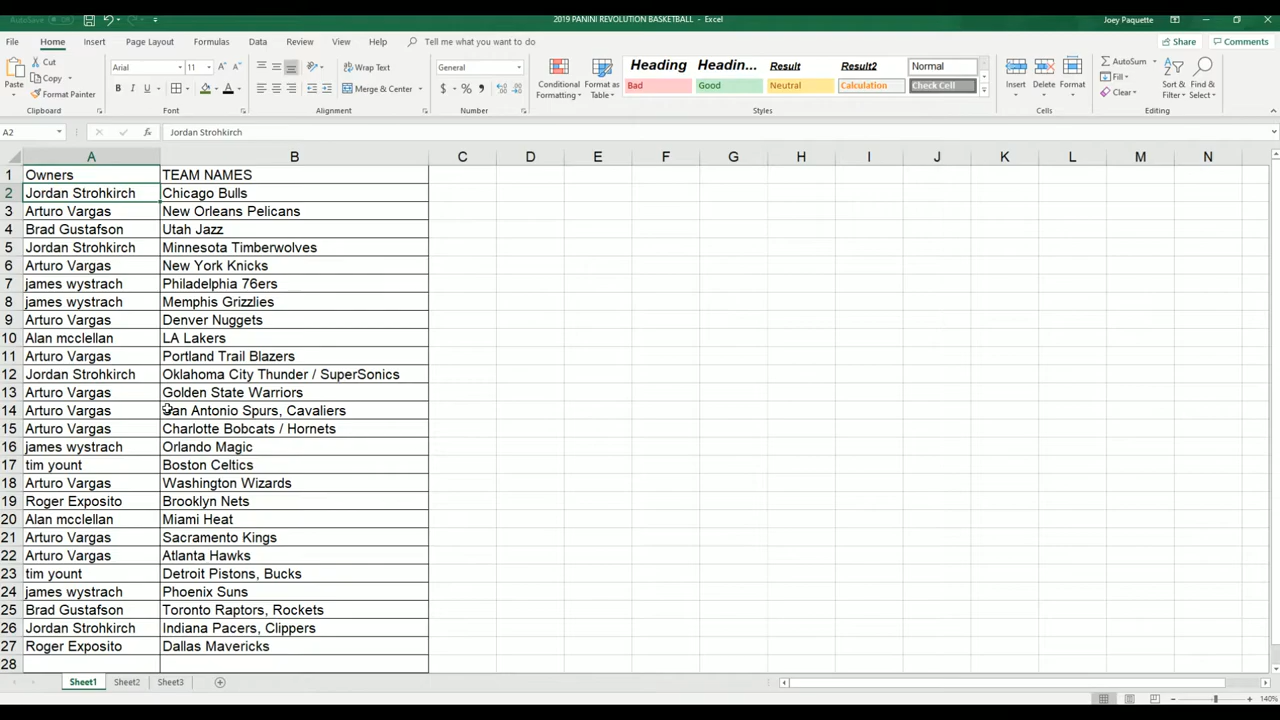 AutoSave 2019 PANINI REVOLUTION BASKETBALL - Excel Joey Paquette
File Home Insert Page Layout Formulas Data Review View Help Tell me what you want to do Share Comments
Cut Arial 11 Wrap Text General Heading Headin... Result Result2 Normal AutoSum
Copy Fill
Paste Format Painter B I U Merge & Center $ % Conditional Formatting Format as Table Bad Good Neutral Calculation Check Cell Insert Delete Format Clear Sort & Filter Find & Select
Clipboard Font Alignment Number Styles Cells Editing
A2 fx Jordan Strohkirch
A B C D E F G H I J K L M N
1 Owners TEAM NAMES
2 Jordan Strohkirch Chicago Bulls
3 Arturo Vargas New Orleans Pelicans
4 Brad Gustafson Utah Jazz
5 Jordan Strohkirch Minnesota Timberwolves
6 Arturo Vargas New York Knicks
7 james wystrach Philadelphia 76ers
8 james wystrach Memphis Grizzlies
9 Arturo Vargas Denver Nuggets
10 Alan mcclellan LA Lakers
11 Arturo Vargas Portland Trail Blazers
12 Jordan Strohkirch Oklahoma City Thunder / SuperSonics
13 Arturo Vargas Golden State Warriors
14 Arturo Vargas San Antonio Spurs, Cavaliers
15 Arturo Vargas Charlotte Bobcats / Hornets
16 james wystrach Orlando Magic
17 tim yount Boston Celtics
18 Arturo Vargas Washington Wizards
19 Roger Exposito Brooklyn Nets
20 Alan mcclellan Miami Heat
21 Arturo Vargas Sacramento Kings
22 Arturo Vargas Atlanta Hawks
23 tim yount Detroit Pistons, Bucks
24 james wystrach Phoenix Suns
25 Brad Gustafson Toronto Raptors, Rockets
26 Jordan Strohkirch Indiana Pacers, Clippers
27 Roger Exposito Dallas Mavericks
28
Sheet1 Sheet2 Sheet3
140%